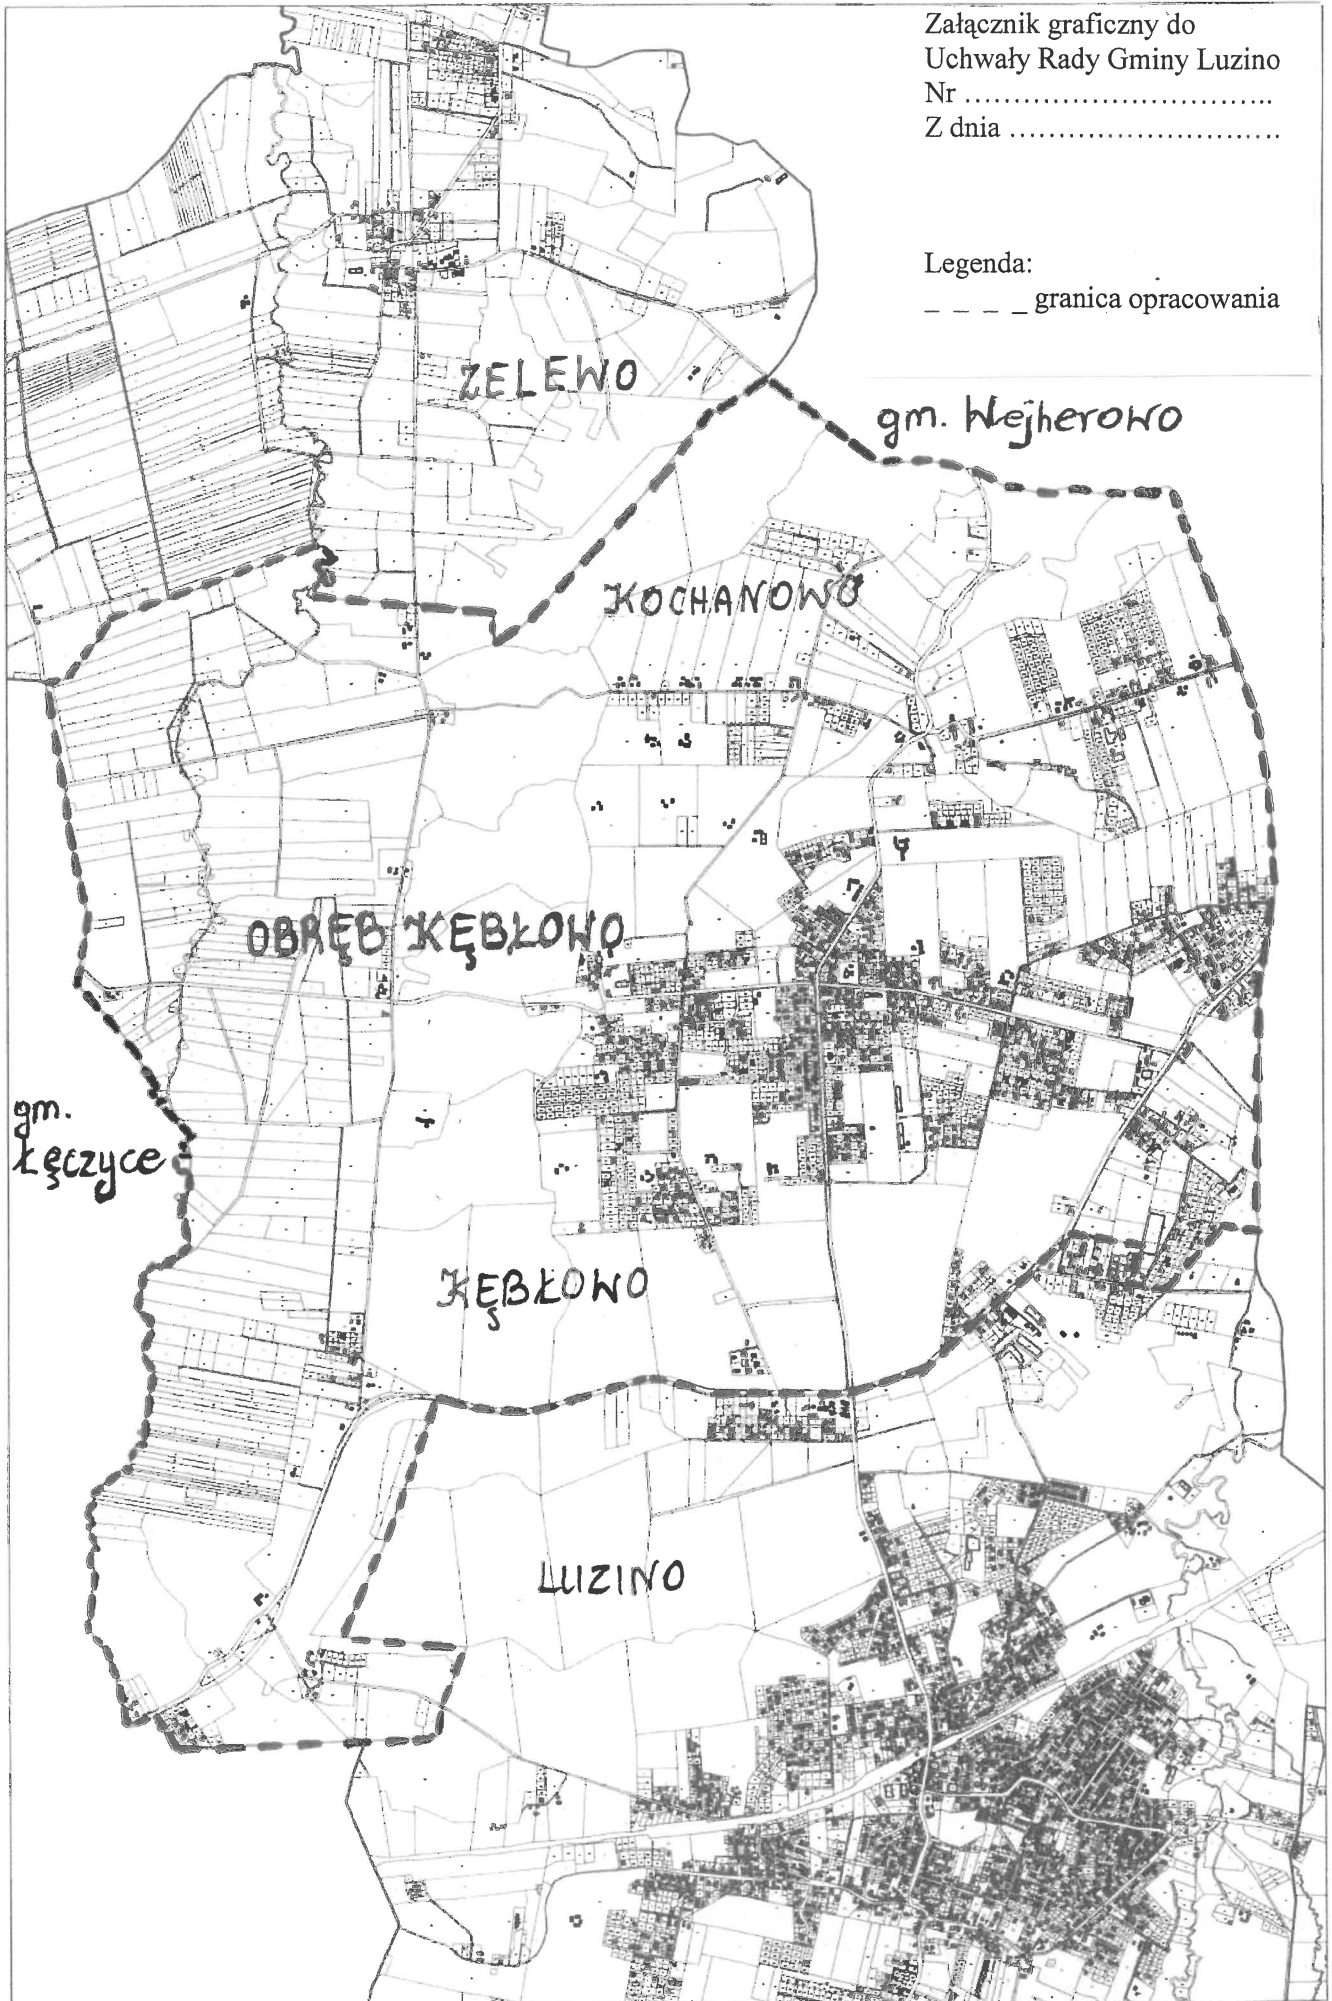 Załącznik graficzny do
Uchwały Rady Gminy Luzino
Nr ...............................
Z dnia ...........................
Legenda:
_ _ _ _ granica opracowania
ZELEWO
gm. Wejherowo
KOCHANOWO
OBRĘB KĘBŁOWO
gm.
Łęczyce
KĘBŁOWO
LUZINO